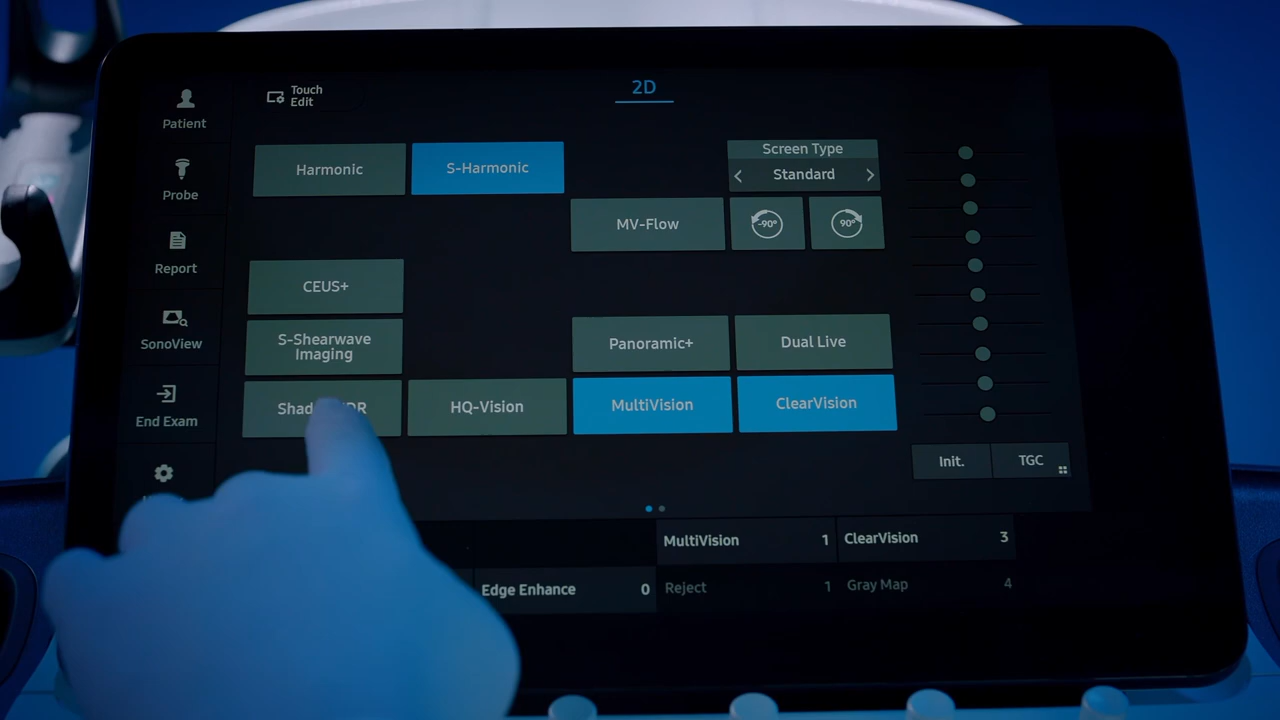 Touch
Edit
2D
Patient
Harmonic
S-Harmonic
Screen Type
Standard
Probe
MV-Flow
-90°
90°
Report
CEUS+
SonoView
S-Shearwave
Imaging
Panoramic+
Dual Live
End Exam
HQ-Vision
MultiVision
ClearVision
Init.
TGC
MultiVision 1
ClearVision 3
Edge Enhance 0
Reject 1
Gray Map 4